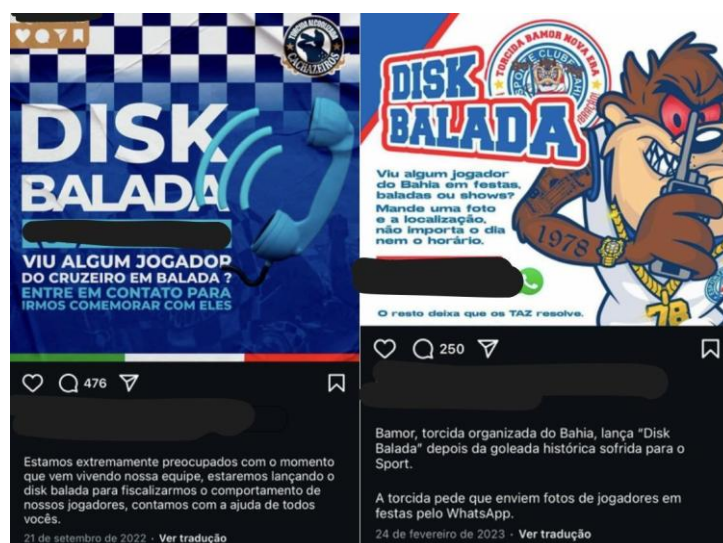 TORCIDA ALCOOLIZADA
CACHAZEIROS
DISK
BALADA
VIU ALGUM JOGADOR
DO CRUZEIRO EM BALADA ?
ENTRE EM CONTATO PARA
IRMOS COMEMORAR COM ELES
476
Estamos extremamente preocupados com o momento
que vem vivendo nossa equipe, estaremos lançando o
disk balada para fiscalizarmos o comportamento de
nossos jogadores, contamos com a ajuda de todos
vocês.
21 de setembro de 2022 · Ver tradução
TORCIDA BAMOR NOVA ERA
DISK
BALADA
Viu algum jogador
do Bahia em festas,
baladas ou shows?
Mande uma foto
e a localização,
não importa o dia
nem o horário.
1978
78
O resto deixa que os TAZ resolve.
250
Bamor, torcida organizada do Bahia, lança “Disk
Balada” depois da goleada histórica sofrida para o
Sport.
A torcida pede que enviem fotos de jogadores em
festas pelo WhatsApp.
24 de fevereiro de 2023 · Ver tradução